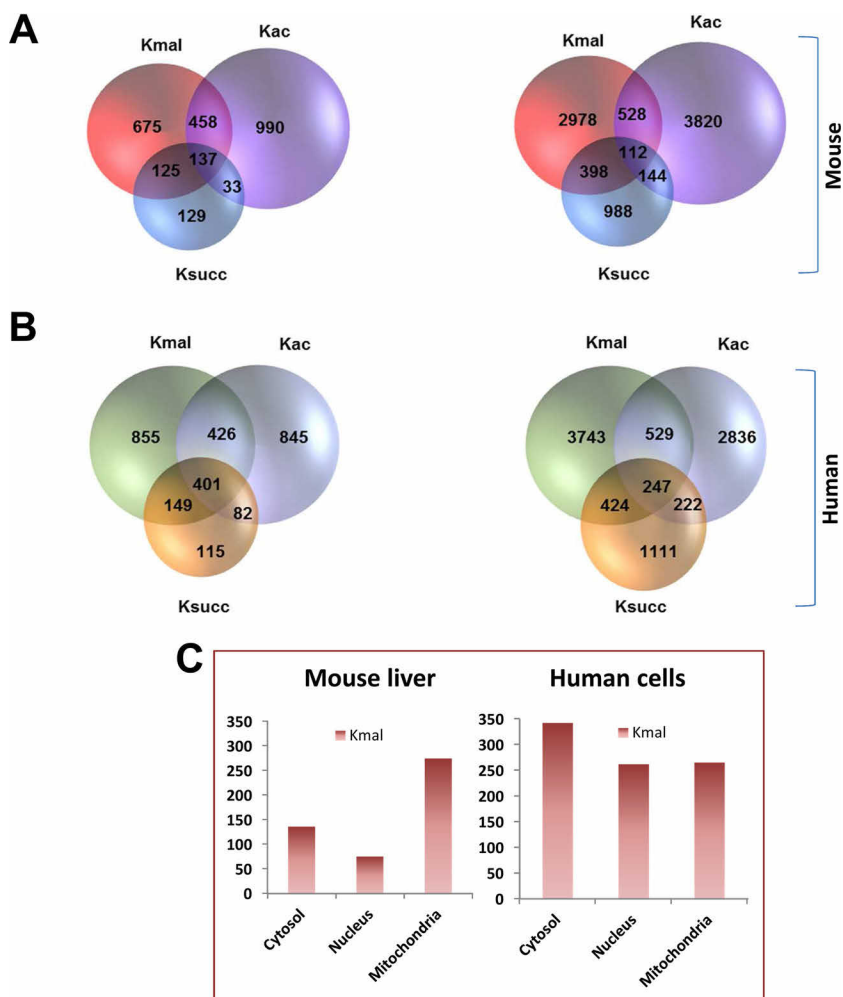 A
Kmal
Kac
675
458
990
137
125
33
129
Ksucc
Kmal
Kac
2978
528
3820
112
398
144
988
Ksucc
Mouse
B
Kmal
Kac
855
426
845
401
149
82
115
Ksucc
Kmal
Kac
3743
529
2836
247
424
222
1111
Ksucc
Human
C
Mouse liver
350
300
250
200
150
100
50
0
Kmal
Cytosol
Nucleus
Mitochondria
Human cells
350
300
250
200
150
100
50
0
Kmal
Cytosol
Nucleus
Mitochondria